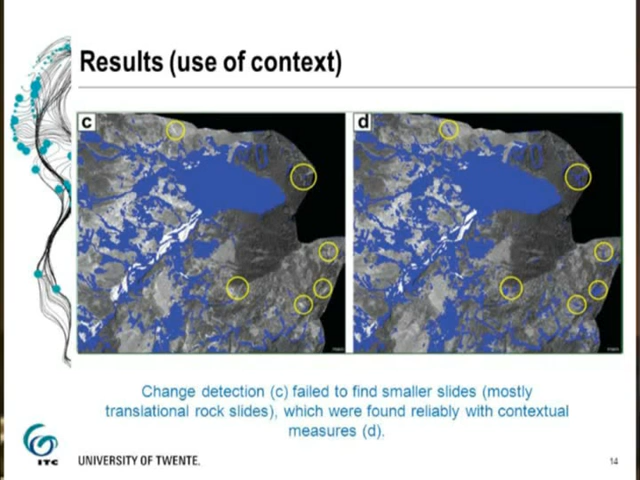 Results (use of context)
c
d
Change detection (c) failed to find smaller slides (mostly
translational rock slides), which were found reliably with contextual
measures (d).
ITC
UNIVERSITY OF TWENTE.
14